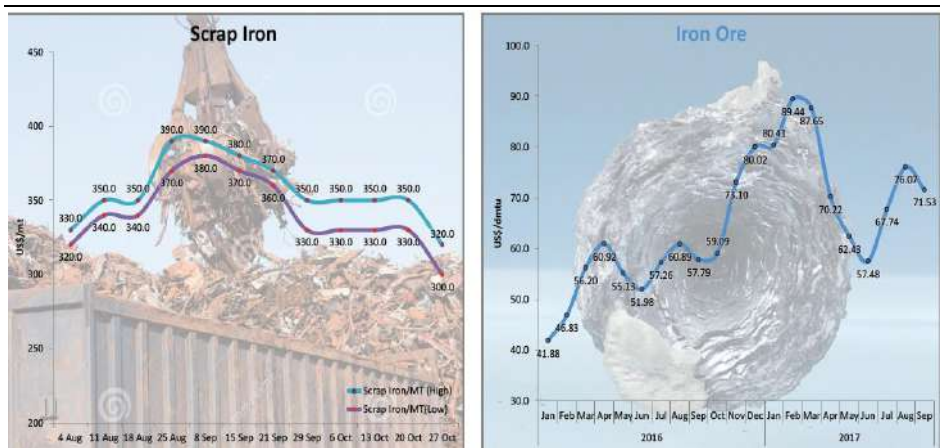 Scrap Iron
US$/mt
450
400
350
300
250
200
330.0 350.0 350.0 390.0 390.0 380.0 370.0 350.0 350.0 350.0 350.0 320.0
320.0 340.0 340.0 370.0 380.0 370.0 360.0 330.0 330.0 330.0 330.0 300.0
Scrap Iron/MT (High)
Scrap Iron/MT(Low)
4 Aug 11 Aug 18 Aug 25 Aug 8 Sep 15 Sep 21 Sep 29 Sep 6 Oct 13 Oct 20 Oct 27 Oct
Iron Ore
US$/dmtu
100.0
90.0
80.0
70.0
60.0
50.0
40.0
30.0
41.88 46.83 56.20 60.92 55.13 51.98 57.26 60.89 57.79 59.09 73.10 80.02 80.41 89.44 87.65 70.22 62.43 57.48 67.74 76.07 71.53
Jan Feb Mar Apr May Jun Jul Aug Sep Oct Nov Dec Jan Feb Mar Apr May Jun Jul Aug Sep
2016 2017